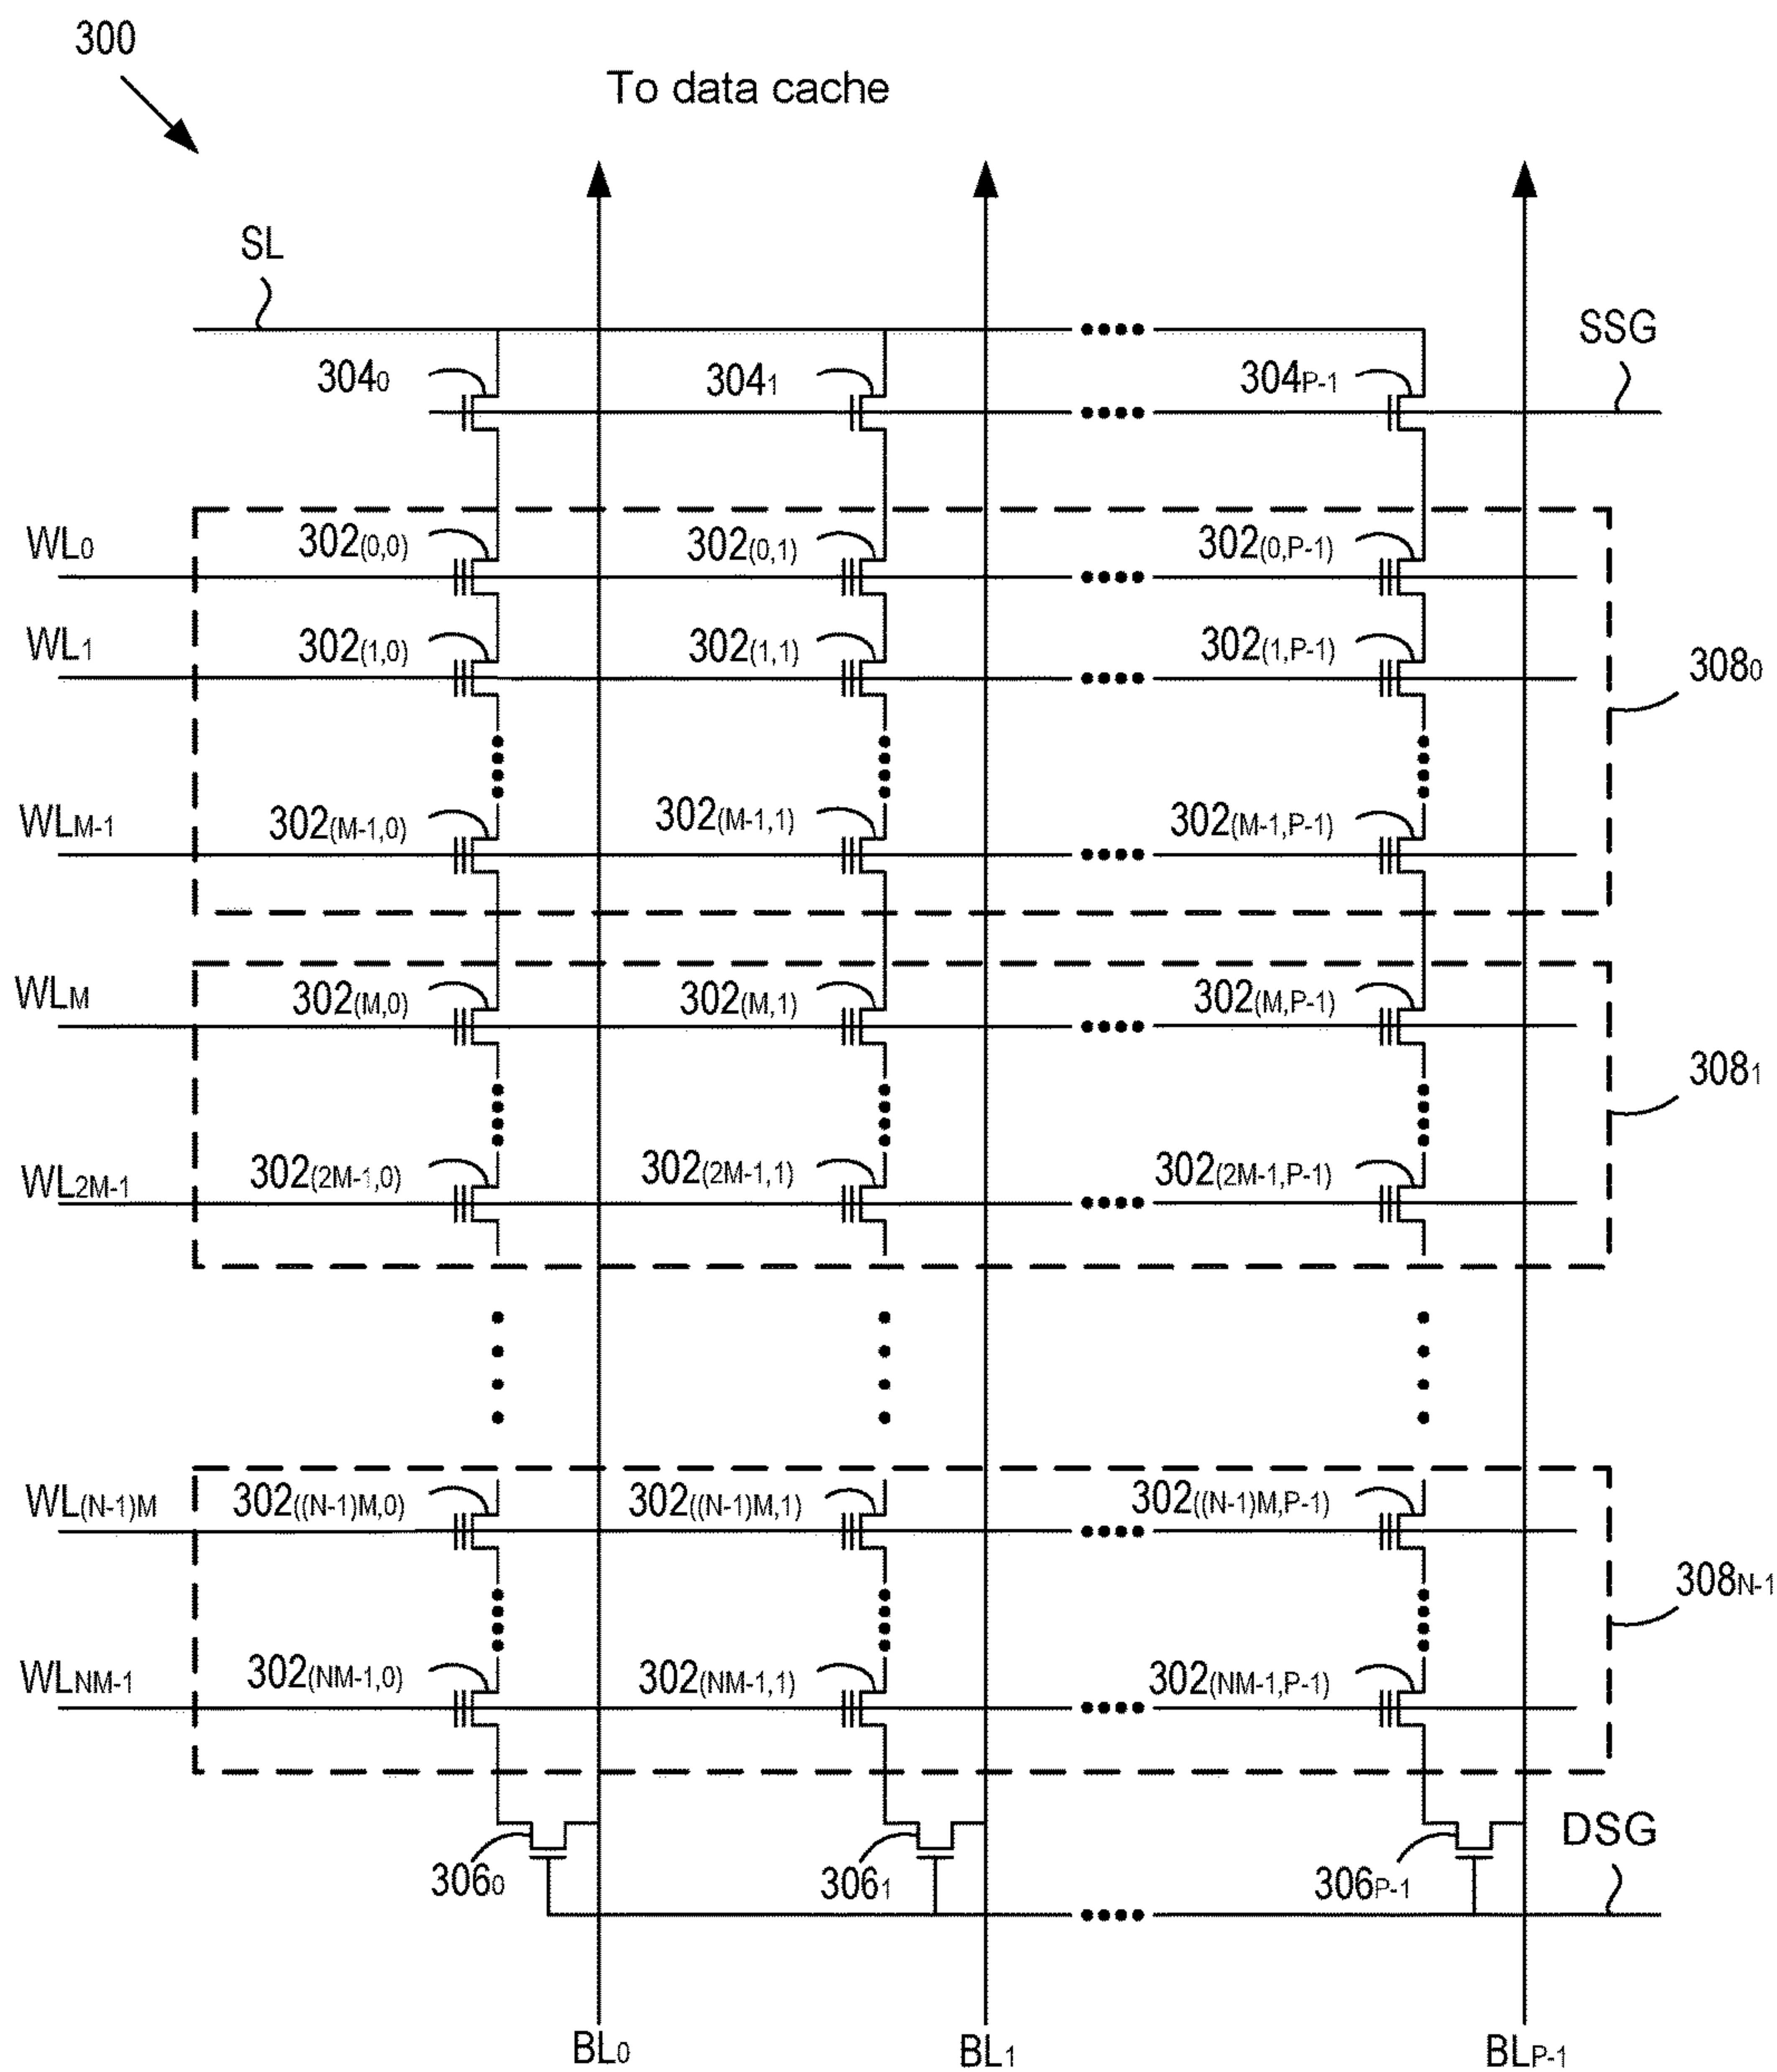 300
To data cache
SL
SSG
304₀ 304₁ 304P-1
WL₀ 302(0,0) 302(0,1) 302(0,P-1)
WL₁ 302(1,0) 302(1,1) 302(1,P-1)
308₀
WLM-1 302(M-1,0) 302(M-1,1) 302(M-1,P-1)
WLM 302(M,0) 302(M,1) 302(M,P-1)
308₁
WL2M-1 302(2M-1,0) 302(2M-1,1) 302(2M-1,P-1)
WL(N-1)M 302((N-1)M,0) 302((N-1)M,1) 302((N-1)M,P-1)
308N-1
WLNM-1 302(NM-1,0) 302(NM-1,1) 302(NM-1,P-1)
DSG
306₀ 306₁ 306P-1
BL₀ BL₁ BLP-1